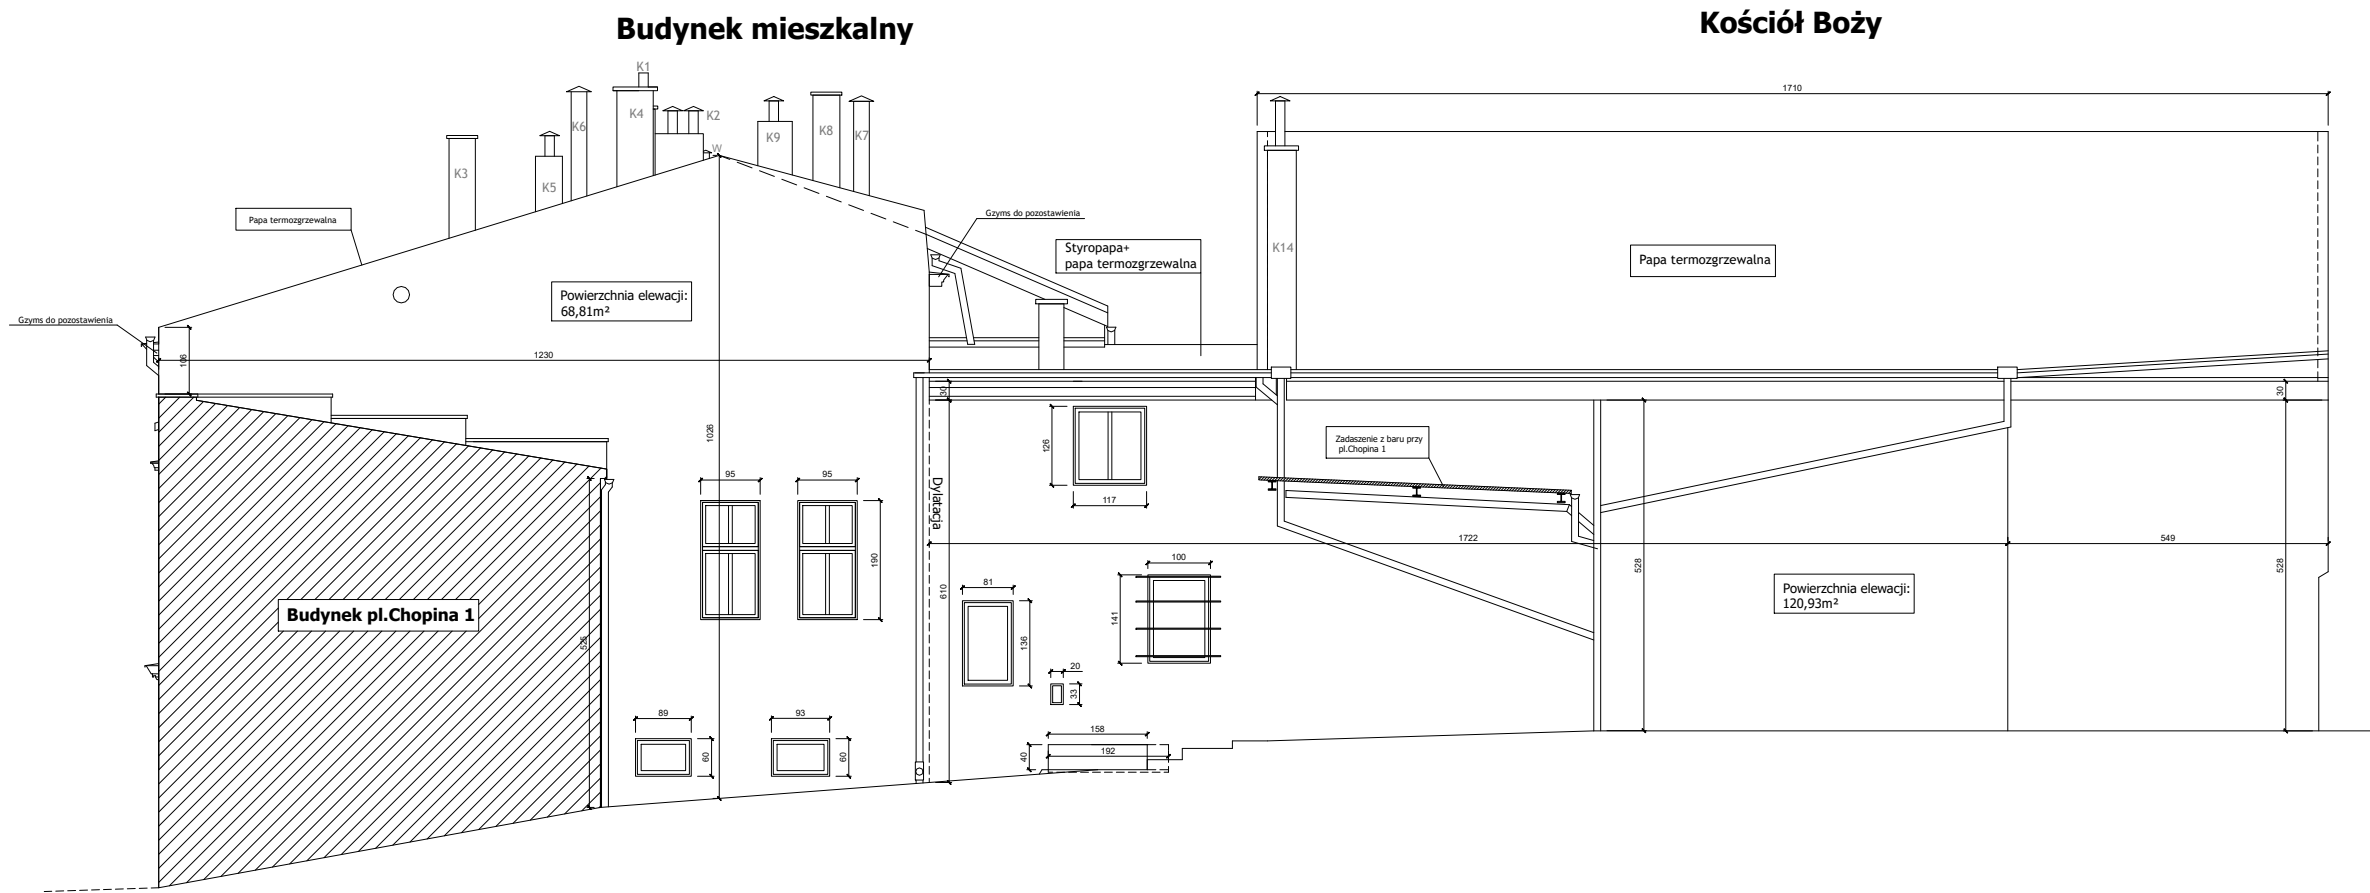 Budynek mieszkalny
Kościół Boży
K1
K6
K4
K2
K9
K8
K7
K3
K5
W
1710
Papa termozgrzewalna
Gzyms do pozostawienia
Styropapa+
papa termozgrzewalna
K14
Papa termozgrzewalna
Powierzchnia elewacji:
68,81m²
Gzyms do pozostawienia
106
1230
30
30
1026
126
117
Zadaszenie z baru przy
pl.Chopina 1
95
95
190
Dylatacja
1722
549
528
528
610
81
136
100
141
20
33
Powierzchnia elewacji:
120,93m²
Budynek pl.Chopina 1
525
89
60
93
60
158
192
40